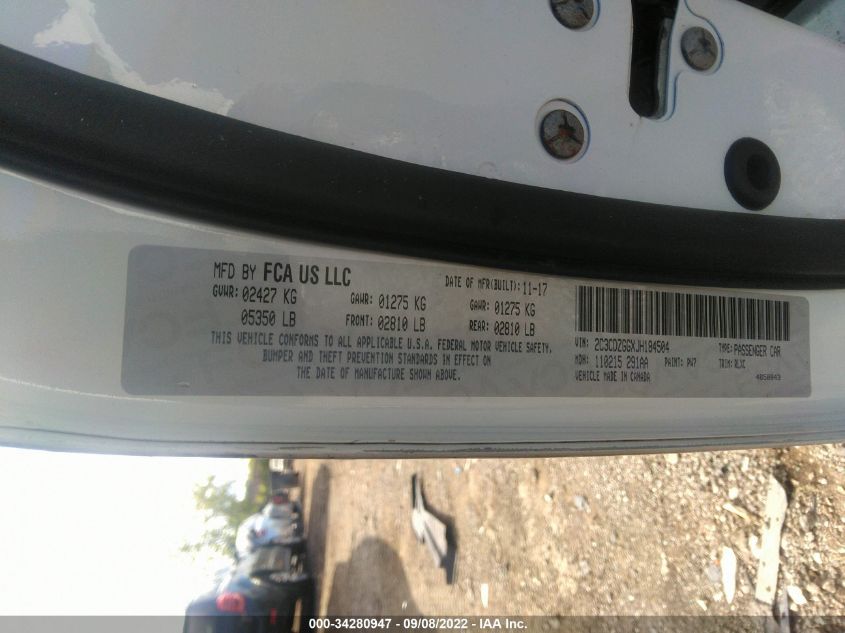 MFD BY FCA US LLC
DATE OF MFR(BUILT): 11-17
GVWR: 02427 KG GAWR: 01275 KG GAWR: 01275 KG
05350 LB FRONT: 02810 LB REAR: 02810 LB
THIS VEHICLE CONFORMS TO ALL APPLICABLE U.S.A. FEDERAL MOTOR VEHICLE SAFETY,
BUMPER AND THEFT PREVENTION STANDARDS IN EFFECT ON
THE DATE OF MANUFACTURE SHOWN ABOVE.
VIN: 2C3CDZGGXJH184504 TYPE: PASSENGER CAR
MDH: 110215 291AA PAINT: PW7 TRIM: RLXC
VEHICLE MADE IN CANADA
000-34280947 - 09/08/2022 - IAA Inc.